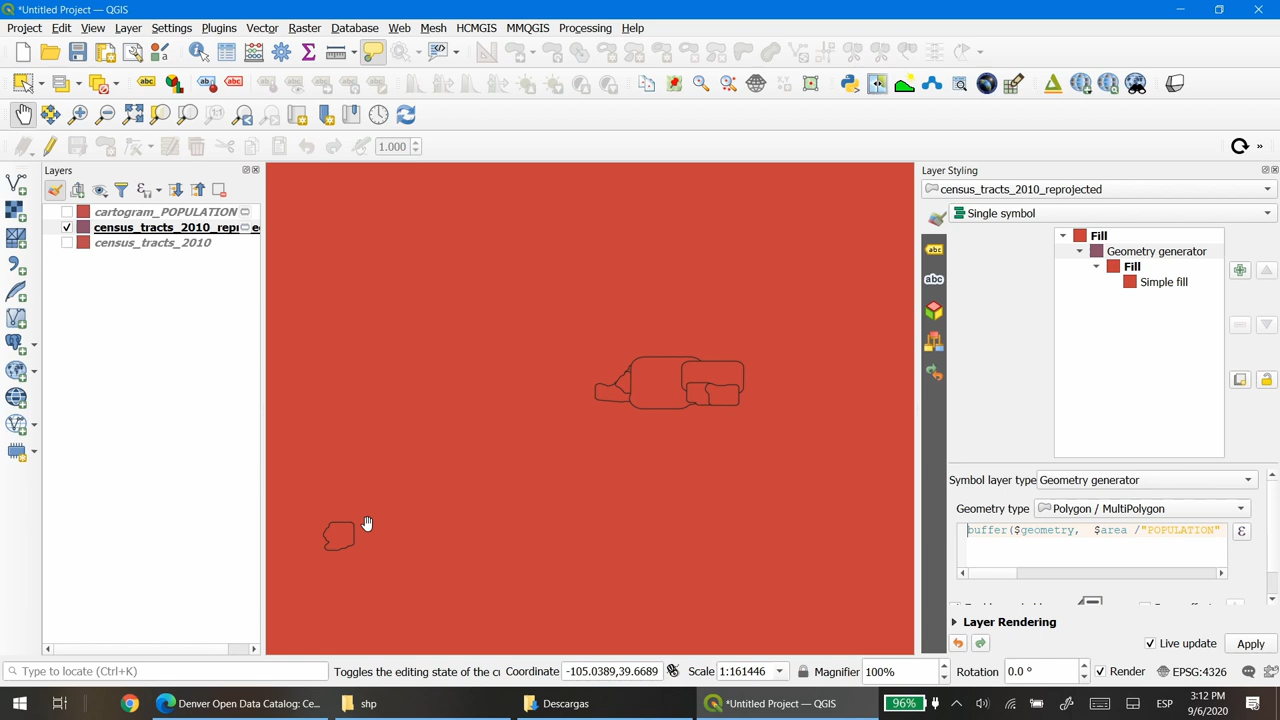 *Untitled Project — QGIS
Project Edit View Layer Settings Plugins Vector Raster Database Web Mesh HCMGIS MMQGIS Processing Help
1.000
Layers
cartogram_POPULATION
census_tracts_2010_repr
census_tracts_2010
Layer Styling
census_tracts_2010_reprojected
Single symbol
Fill
Geometry generator
Fill
Simple fill
Symbol layer type Geometry generator
Geometry type Polygon / MultiPolygon
buffer($geometry, $area /"POPULATION"
Layer Rendering
Live update Apply
Type to locate (Ctrl+K) Toggles the editing state of the cu Coordinate -105.0389,39.6689 Scale 1:161446 Magnifier 100% Rotation 0.0 ° Render EPSG:4326
Denver Open Data Catalog: Ce... shp Descargas *Untitled Project — QGIS 96% ESP 3:12 PM
9/6/2020